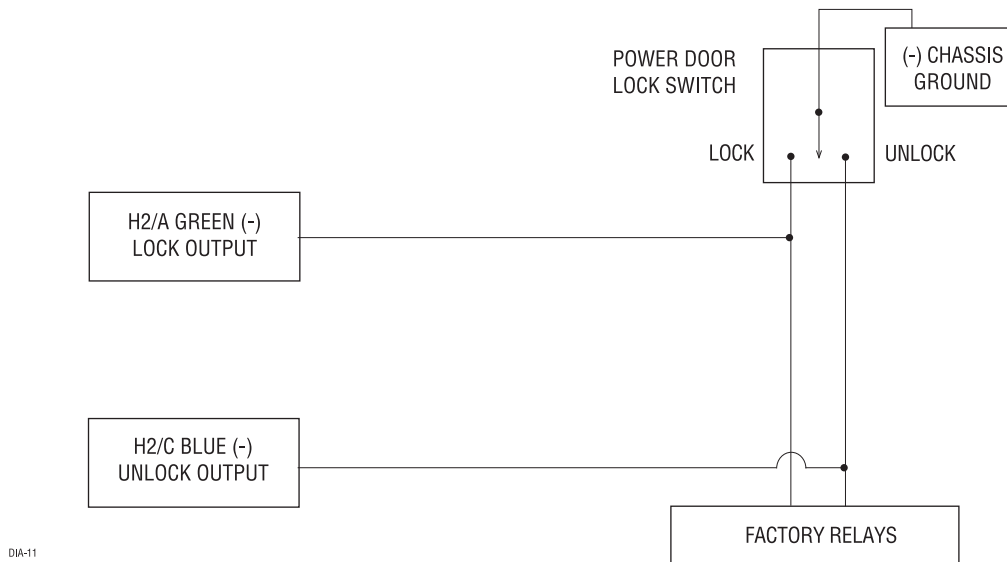 POWER DOOR
LOCK SWITCH
(-) CHASSIS
GROUND
LOCK
UNLOCK
H2/A GREEN (-)
LOCK OUTPUT
H2/C BLUE (-)
UNLOCK OUTPUT
FACTORY RELAYS
DIA-11